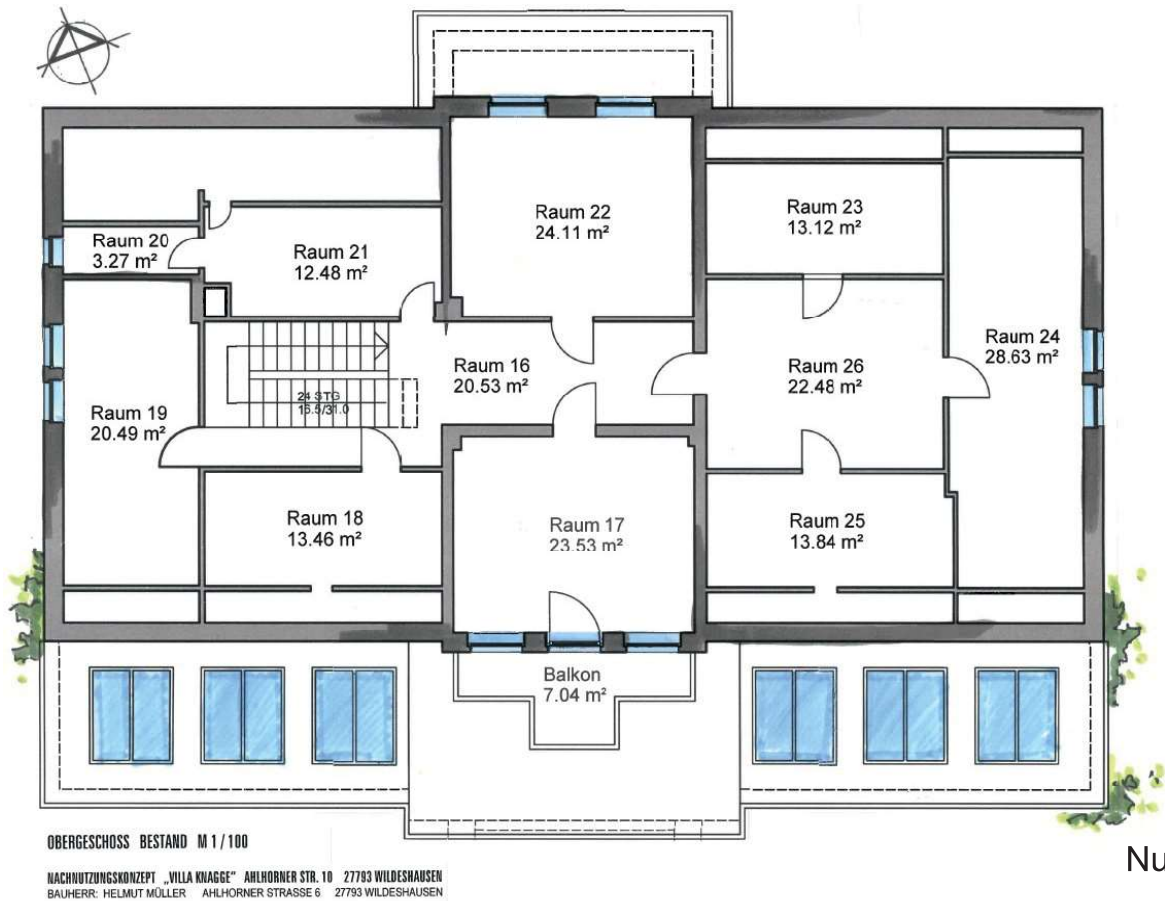 Raum 22
24.11 m²
Raum 23
13.12 m²
Raum 20
3.27 m²
Raum 21
12.48 m²
Raum 24
28.63 m²
Raum 16
20.53 m²
Raum 26
22.48 m²
24 STG
16.5/31.0
Raum 19
20.49 m²
Raum 18
13.46 m²
Raum 17
23.53 m²
Raum 25
13.84 m²
Balkon
7.04 m²
OBERGESCHOSS BESTAND M 1 / 100
NACHNUTZUNGSKONZEPT „VILLA KNAGGE“ AHLHORNER STR. 10 27793 WILDESHAUSEN
BAUHERR: HELMUT MÜLLER AHLHORNER STRASSE 6 27793 WILDESHAUSEN
Nu